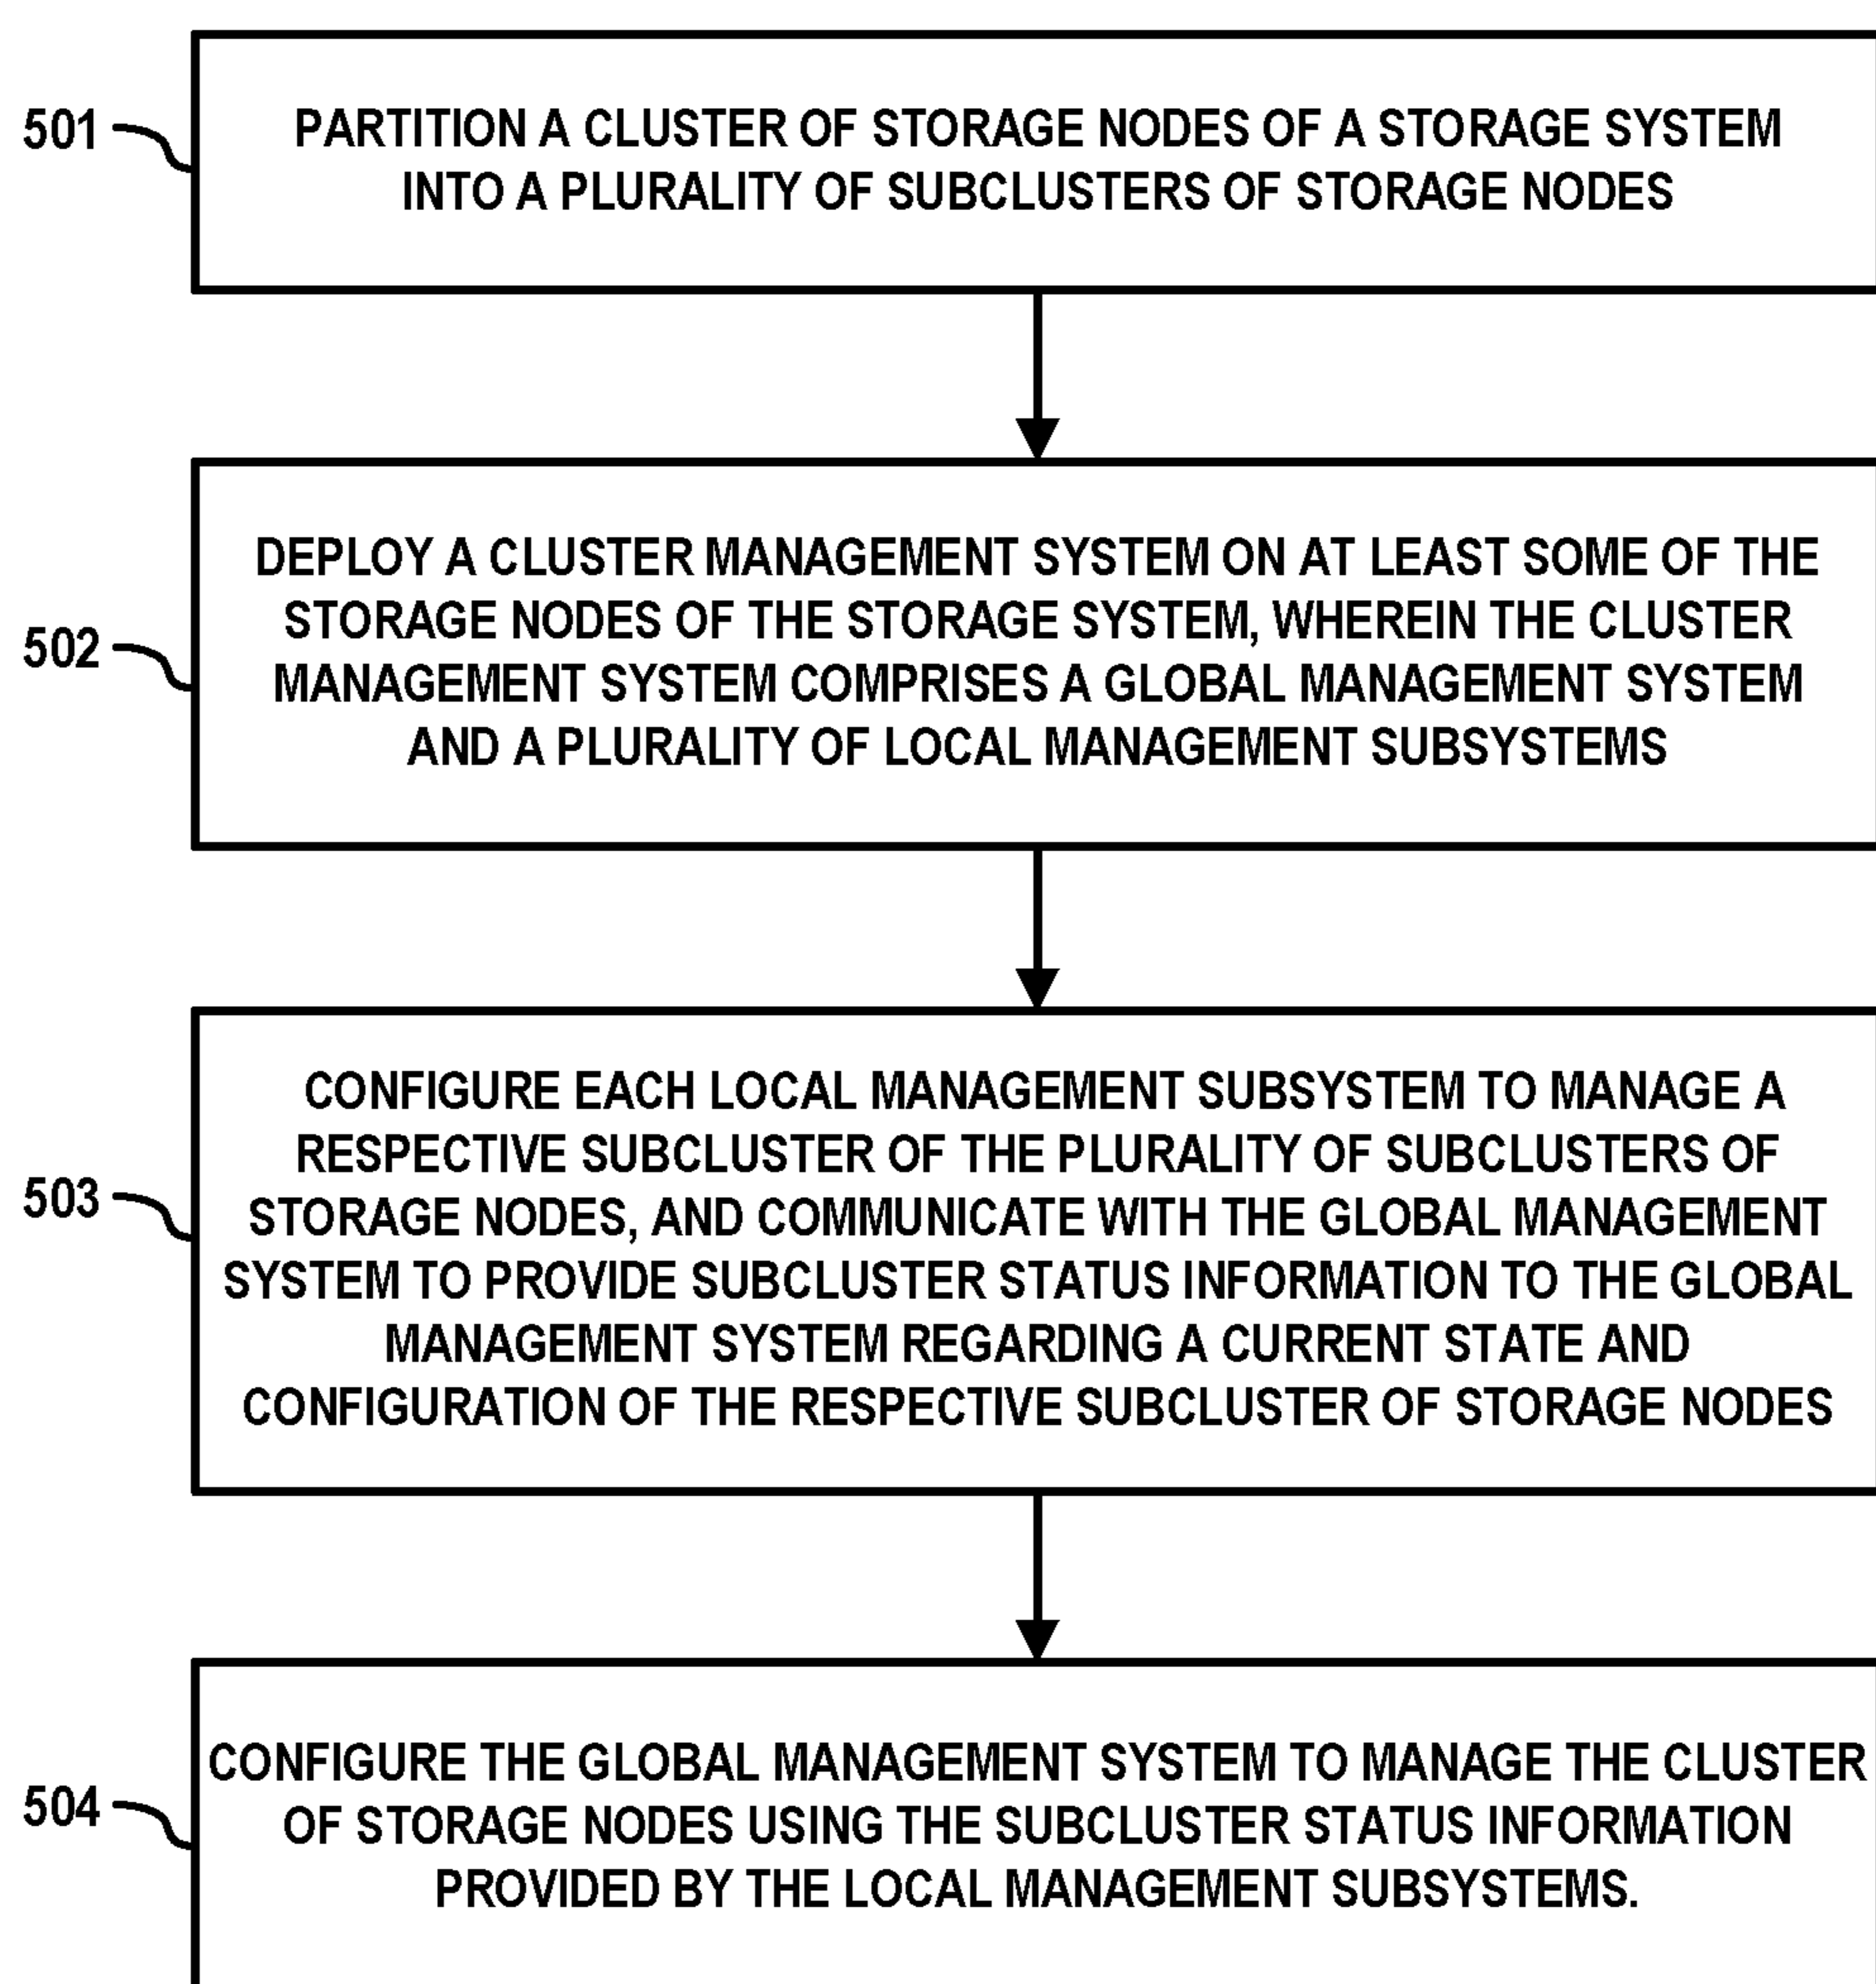 501
PARTITION A CLUSTER OF STORAGE NODES OF A STORAGE SYSTEM
INTO A PLURALITY OF SUBCLUSTERS OF STORAGE NODES
502
DEPLOY A CLUSTER MANAGEMENT SYSTEM ON AT LEAST SOME OF THE
STORAGE NODES OF THE STORAGE SYSTEM, WHEREIN THE CLUSTER
MANAGEMENT SYSTEM COMPRISES A GLOBAL MANAGEMENT SYSTEM
AND A PLURALITY OF LOCAL MANAGEMENT SUBSYSTEMS
503
CONFIGURE EACH LOCAL MANAGEMENT SUBSYSTEM TO MANAGE A
RESPECTIVE SUBCLUSTER OF THE PLURALITY OF SUBCLUSTERS OF
STORAGE NODES, AND COMMUNICATE WITH THE GLOBAL MANAGEMENT
SYSTEM TO PROVIDE SUBCLUSTER STATUS INFORMATION TO THE GLOBAL
MANAGEMENT SYSTEM REGARDING A CURRENT STATE AND
CONFIGURATION OF THE RESPECTIVE SUBCLUSTER OF STORAGE NODES
504
CONFIGURE THE GLOBAL MANAGEMENT SYSTEM TO MANAGE THE CLUSTER
OF STORAGE NODES USING THE SUBCLUSTER STATUS INFORMATION
PROVIDED BY THE LOCAL MANAGEMENT SUBSYSTEMS.